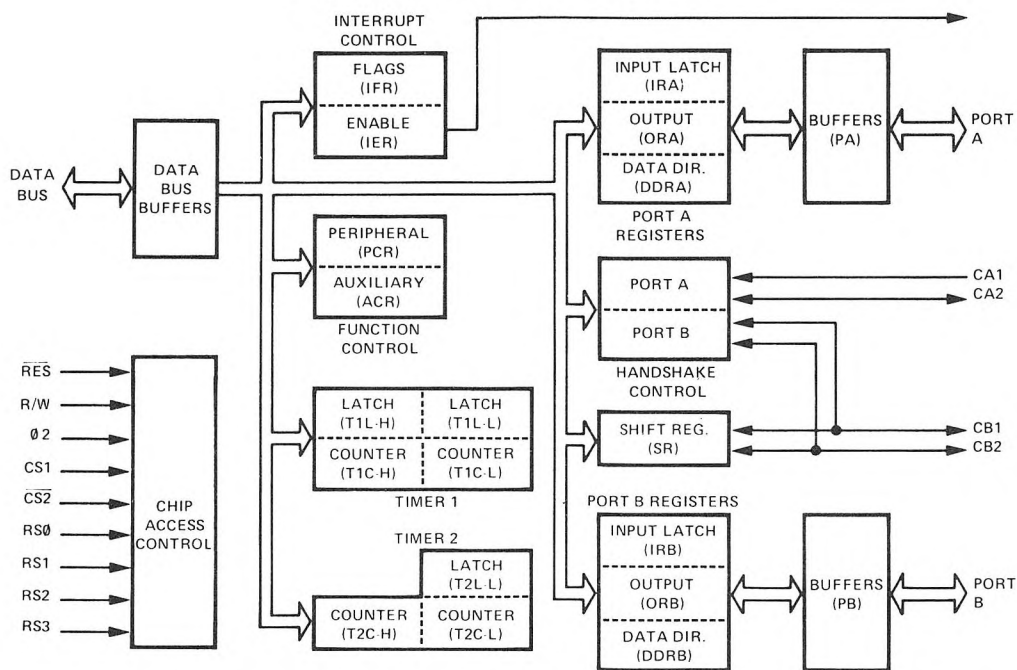 INTERRUPT
CONTROL
FLAGS
(IFR)
ENABLE
(IER)
DATA
BUS
DATA
BUS
BUFFERS
PERIPHERAL
(PCR)
AUXILIARY
(ACR)
FUNCTION
CONTROL
RES
R/W
Ø2
CS1
CS2
RSØ
RS1
RS2
RS3
CHIP
ACCESS
CONTROL
LATCH
(T1L-H)
LATCH
(T1L-L)
COUNTER
(T1C-H)
COUNTER
(T1C-L)
TIMER 1
TIMER 2
LATCH
(T2L-L)
COUNTER
(T2C-H)
COUNTER
(T2C-L)
INPUT LATCH
(IRA)
OUTPUT
(ORA)
DATA DIR.
(DDRA)
PORT A
REGISTERS
BUFFERS
(PA)
PORT
A
PORT A
PORT B
HANDSHAKE
CONTROL
CA1
CA2
SHIFT REG.
(SR)
CB1
CB2
PORT B REGISTERS
INPUT LATCH
(IRB)
OUTPUT
(ORB)
DATA DIR.
(DDRB)
BUFFERS
(PB)
PORT
B